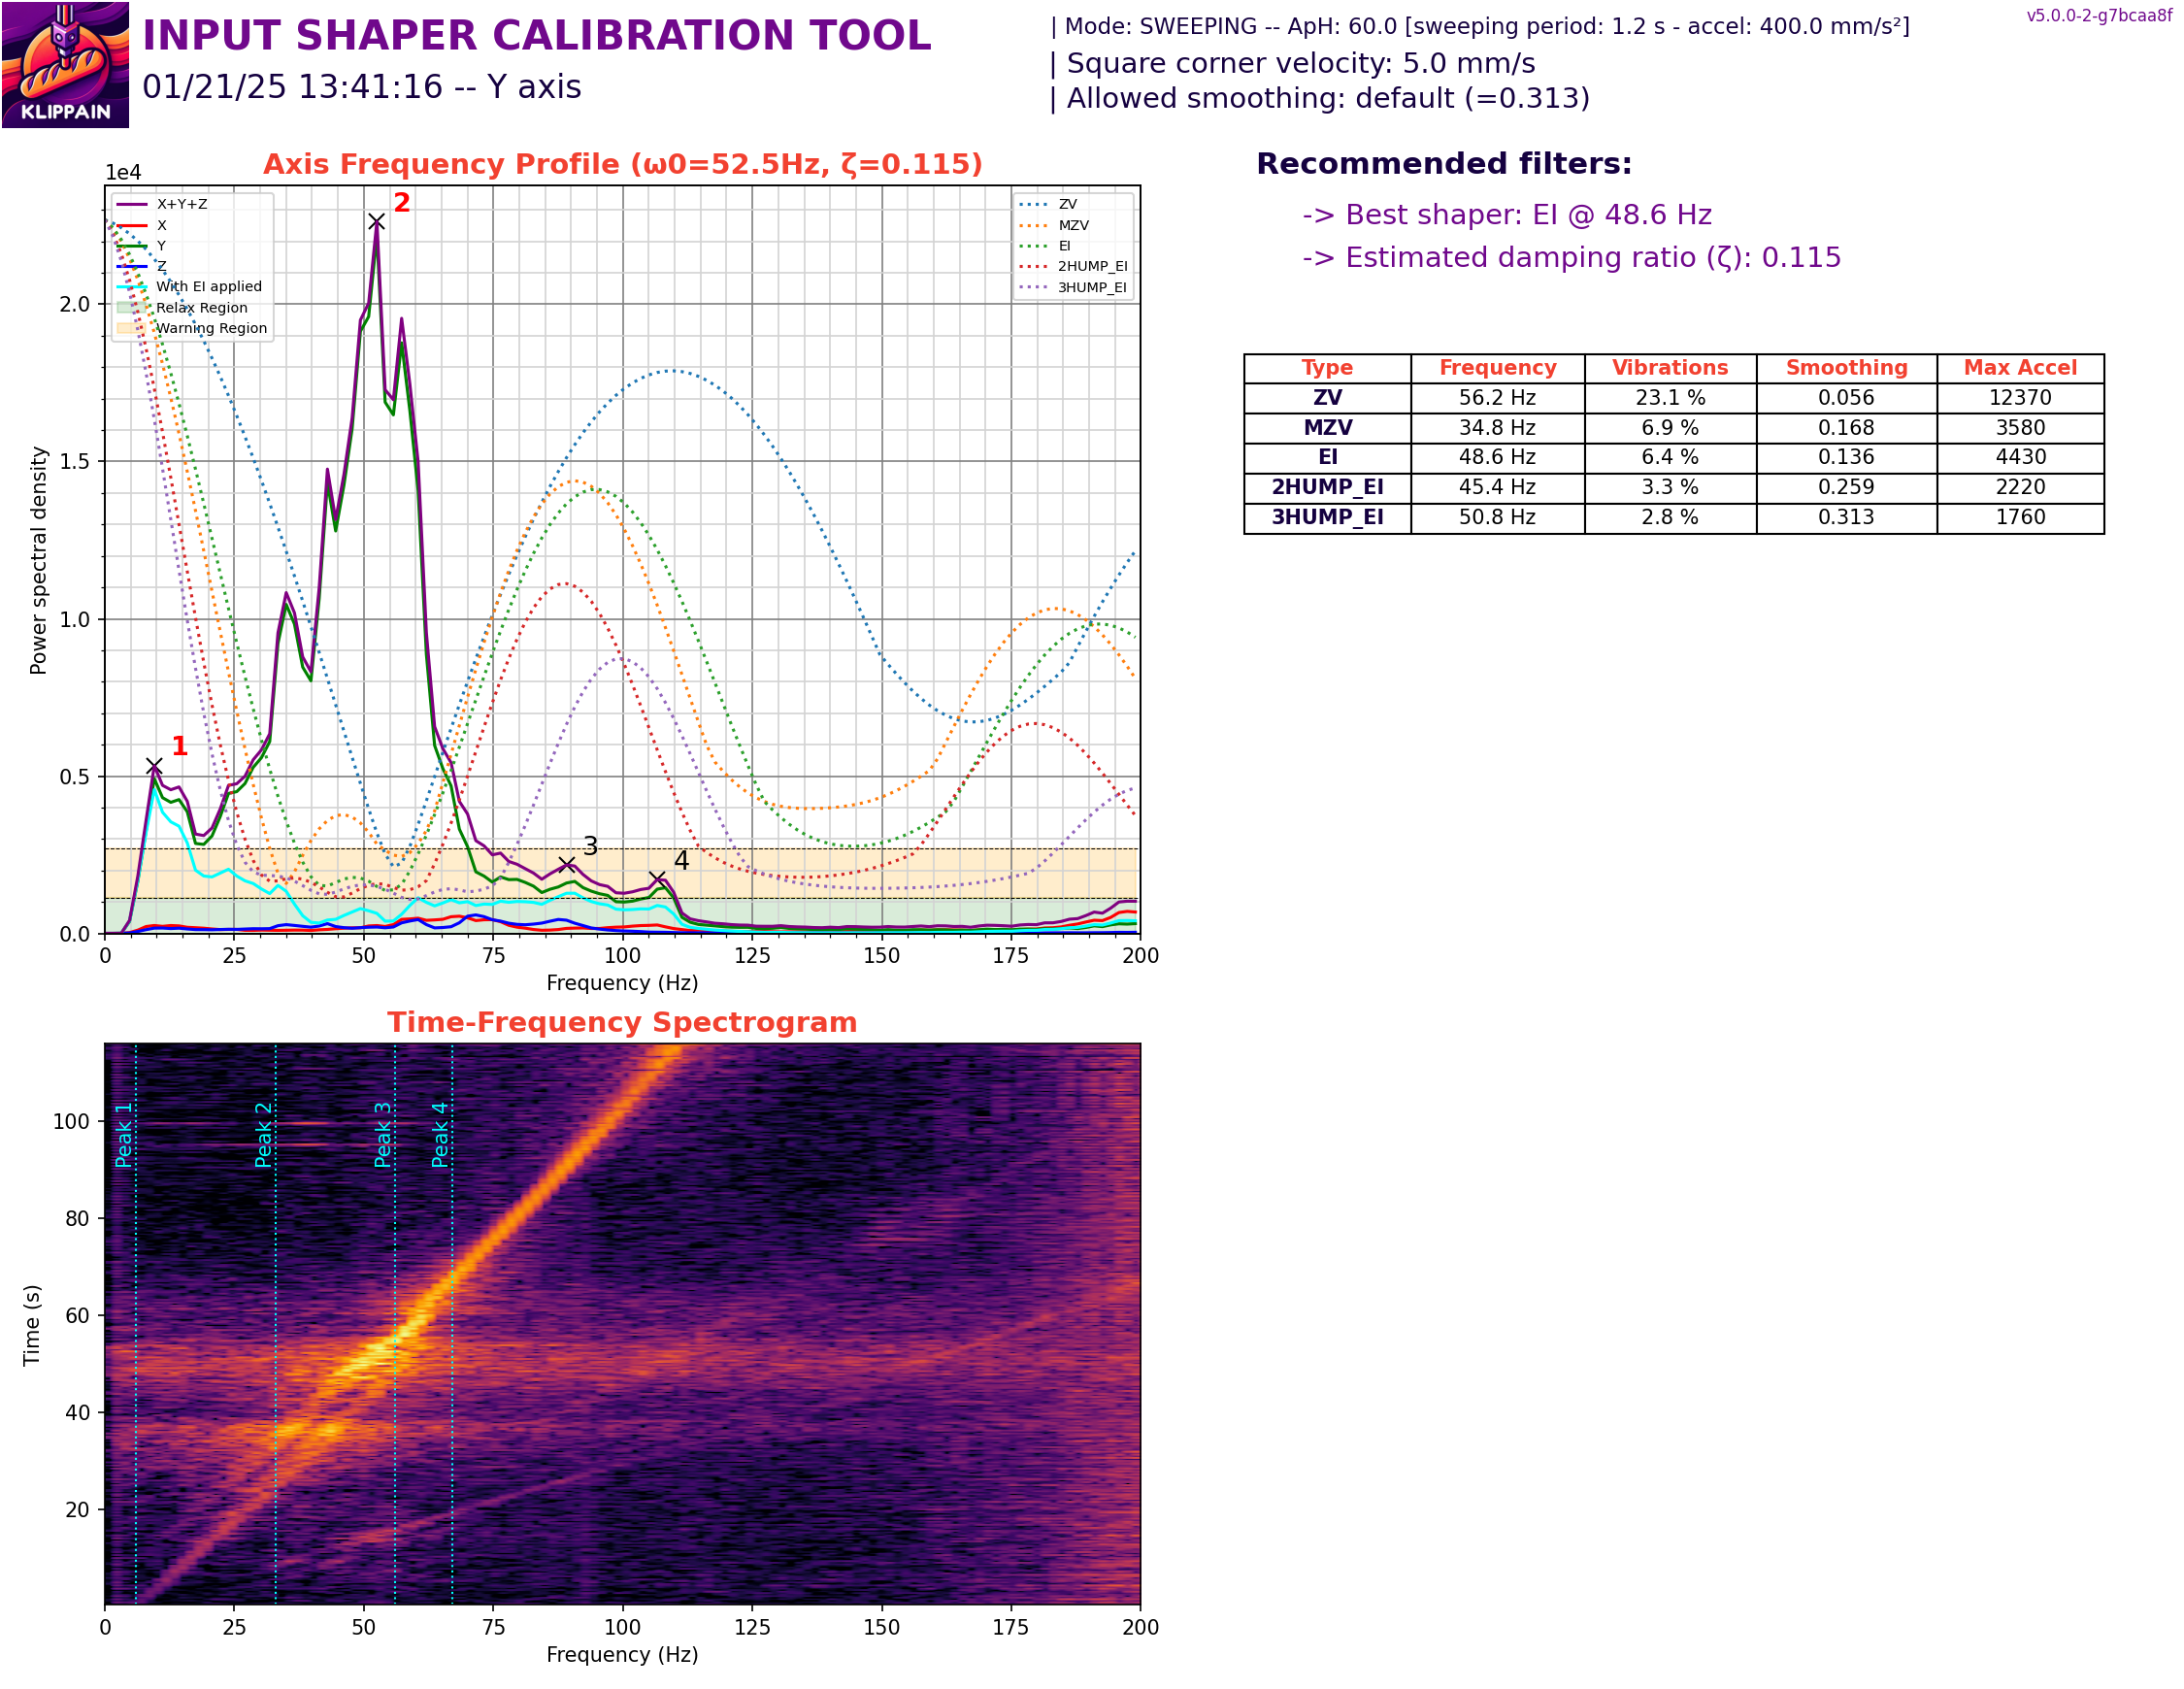 KLIPPAIN
INPUT SHAPER CALIBRATION TOOL
01/21/25 13:41:16 -- Y axis
| Mode: SWEEPING -- ApH: 60.0 [sweeping period: 1.2 s - accel: 400.0 mm/s²]
| Square corner velocity: 5.0 mm/s
| Allowed smoothing: default (=0.313)
v5.0.0-2-g7bcaa8f
Axis Frequency Profile (ω0=52.5Hz, ζ=0.115)
1e4
X+Y+Z
X
Y
Z
With EI applied
Relax Region
Warning Region
ZV
MZV
EI
2HUMP_EI
3HUMP_EI
1
2
3
4
Power spectral density
2.0
1.5
1.0
0.5
0.0
0 25 50 75 100 125 150 175 200
Frequency (Hz)
Recommended filters:
-> Best shaper: EI @ 48.6 Hz
-> Estimated damping ratio (ζ): 0.115
Type Frequency Vibrations Smoothing Max Accel
ZV 56.2 Hz 23.1 % 0.056 12370
MZV 34.8 Hz 6.9 % 0.168 3580
EI 48.6 Hz 6.4 % 0.136 4430
2HUMP_EI 45.4 Hz 3.3 % 0.259 2220
3HUMP_EI 50.8 Hz 2.8 % 0.313 1760
Time-Frequency Spectrogram
Peak 1
Peak 2
Peak 3
Peak 4
Time (s)
100
80
60
40
20
0 25 50 75 100 125 150 175 200
Frequency (Hz)